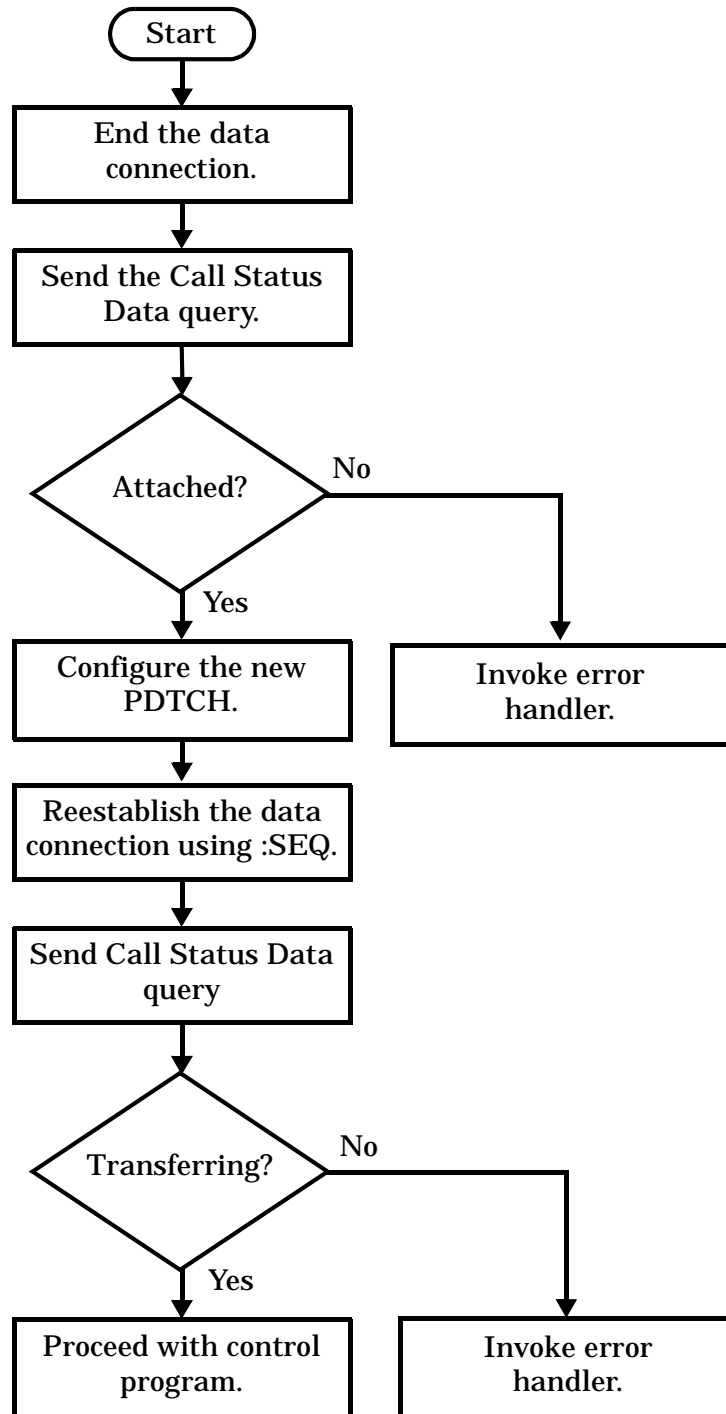 Start
End the data
connection.
Send the Call Status
Data query.
Attached?
No
Yes
Configure the new
PDTCH.
Invoke error
handler.
Reestablish the data
connection using :SEQ.
Send Call Status Data
query
Transferring?
No
Yes
Proceed with control
program.
Invoke error
handler.